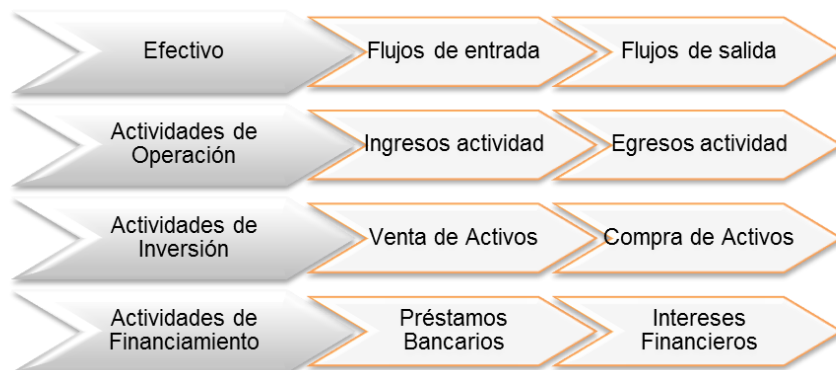 Efectivo
Flujos de entrada
Flujos de salida
Actividades de
Operación
Ingresos actividad
Egresos actividad
Actividades de
Inversión
Venta de Activos
Compra de Activos
Actividades de
Financiamiento
Préstamos
Bancarios
Intereses
Financieros